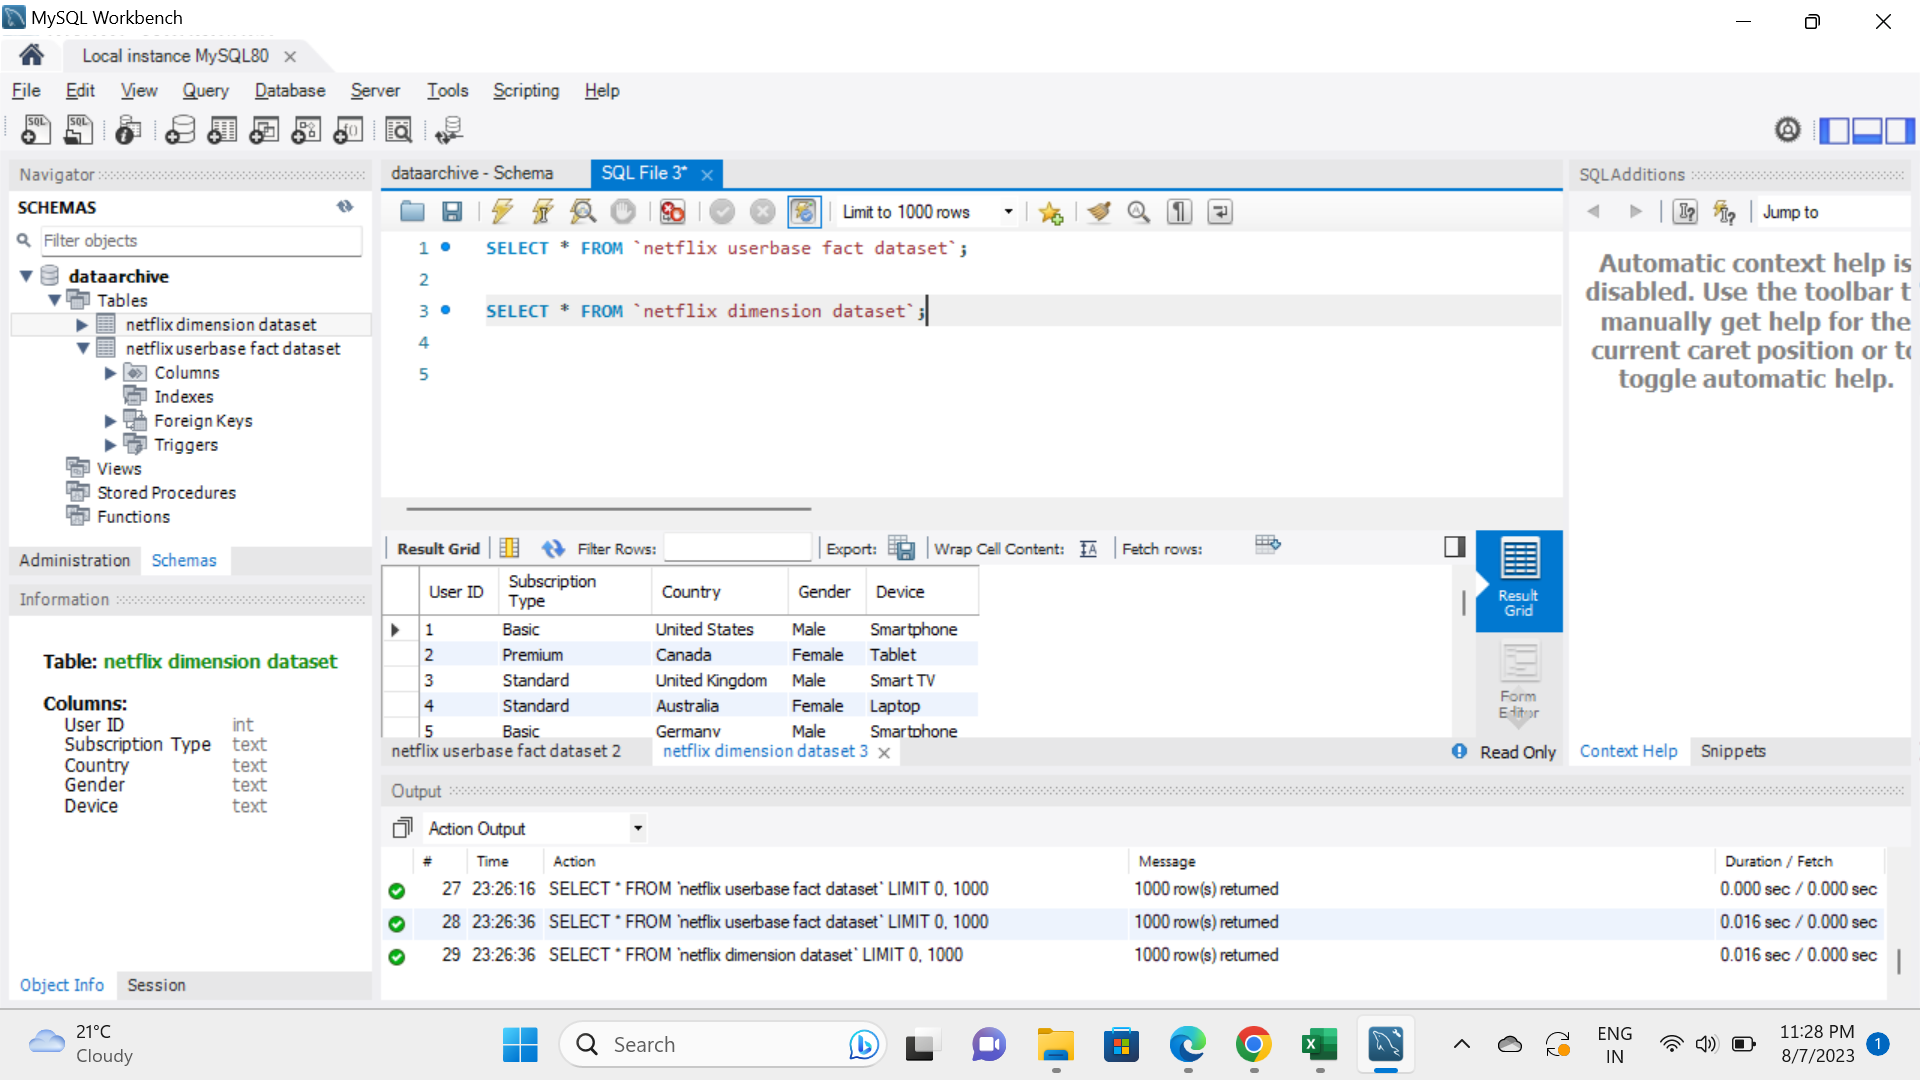 MySQL Workbench
Local instance MySQL80
File Edit View Query Database Server Tools Scripting Help
Navigator
SCHEMAS
Filter objects
dataarchive
Tables
netflix dimension dataset
netflix userbase fact dataset
Columns
Indexes
Foreign Keys
Triggers
Views
Stored Procedures
Functions
Administration Schemas
Information
Table: netflix dimension dataset
Columns:
User ID int
Subscription Type text
Country text
Gender text
Device text
Object Info Session
dataarchive - Schema SQL File 3*
Limit to 1000 rows
1 SELECT * FROM `netflix userbase fact dataset`;
2
3 SELECT * FROM `netflix dimension dataset`;
4
5
Result Grid Filter Rows: Export: Wrap Cell Content: Fetch rows:
User ID Subscription Type Country Gender Device
1 Basic United States Male Smartphone
2 Premium Canada Female Tablet
3 Standard United Kingdom Male Smart TV
4 Standard Australia Female Laptop
5 Basic Germany Male Smartphone
Result
Grid
Form
Editor
netflix userbase fact dataset 2 netflix dimension dataset 3
Read Only
SQLAdditions
Jump to
Automatic context help is
disabled. Use the toolbar t
manually get help for the
current caret position or to
toggle automatic help.
Context Help Snippets
Output
Action Output
# Time Action Message Duration / Fetch
27 23:26:16 SELECT * FROM `netflix userbase fact dataset` LIMIT 0, 1000 1000 row(s) returned 0.000 sec / 0.000 sec
28 23:26:36 SELECT * FROM `netflix userbase fact dataset` LIMIT 0, 1000 1000 row(s) returned 0.016 sec / 0.000 sec
29 23:26:36 SELECT * FROM `netflix dimension dataset` LIMIT 0, 1000 1000 row(s) returned 0.016 sec / 0.000 sec
21°C
Cloudy
Search
ENG
IN
11:28 PM
8/7/2023
1